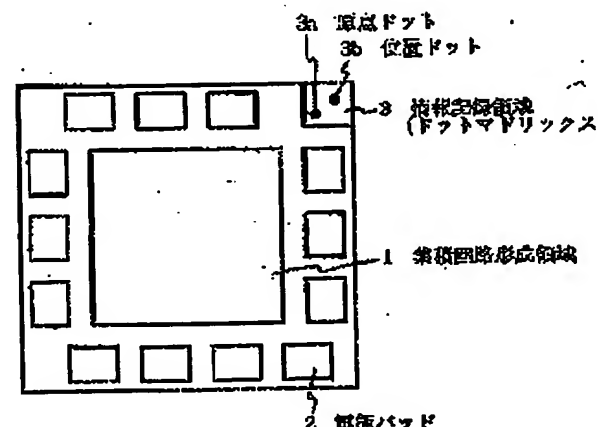 3a 原点ドット
3b 位置ドット
3 情報記録領域
(ドットマトリックス
1 集積回路形成領域
2 電極パッド